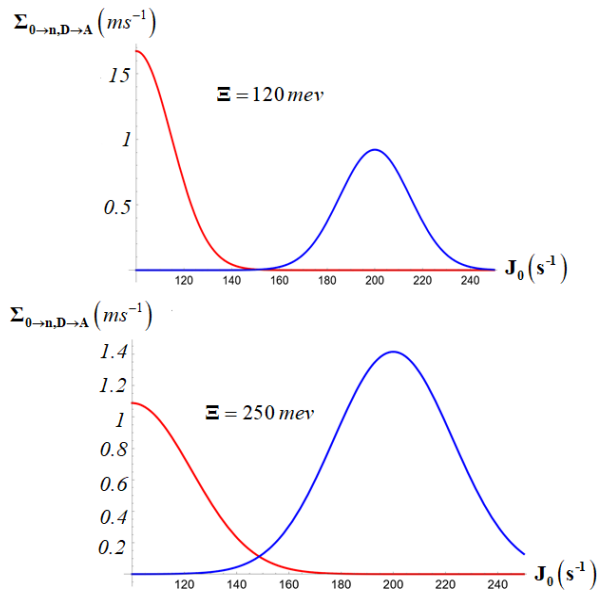 Σ₀→ₙ,D→A (ms⁻¹)
15
Ξ = 120 mev
1
0.5
120 140 160 180 200 220 240
J₀ (s⁻¹)
Σ₀→ₙ,D→A (ms⁻¹)
1.4
1.2
1
Ξ = 250 mev
0.8
0.6
0.4
0.2
120 140 160 180 200 220 240
J₀ (s⁻¹)